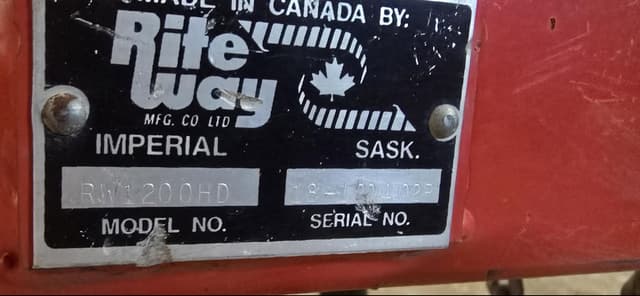 MADE IN CANADA BY:
Rite
way
MFG. CO LTD
IMPERIAL SASK.
RW1200HD
MODEL NO. SERIAL NO.